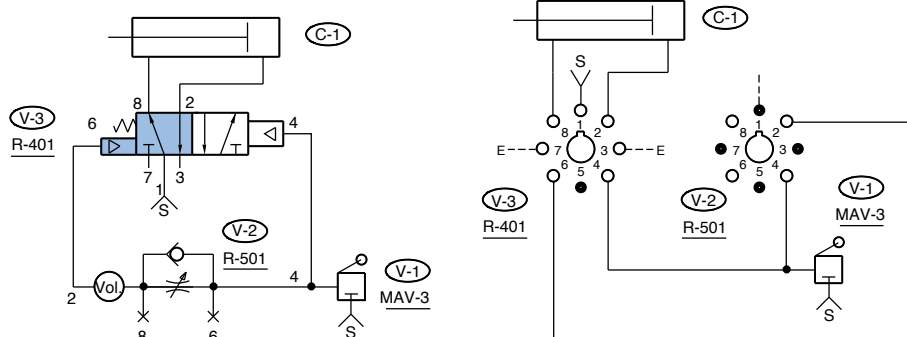 C-1
8 2
V-3
R-401
6
4
7 3
1
S
V-2
R-501
Vol.
2
4
V-1
MAV-3
8 6
S
C-1
S
1
8 2
E 7 3 E
6 4
5
V-3
R-401
1
8 2
7 3
6 4
5
V-2
R-501
V-1
MAV-3
S